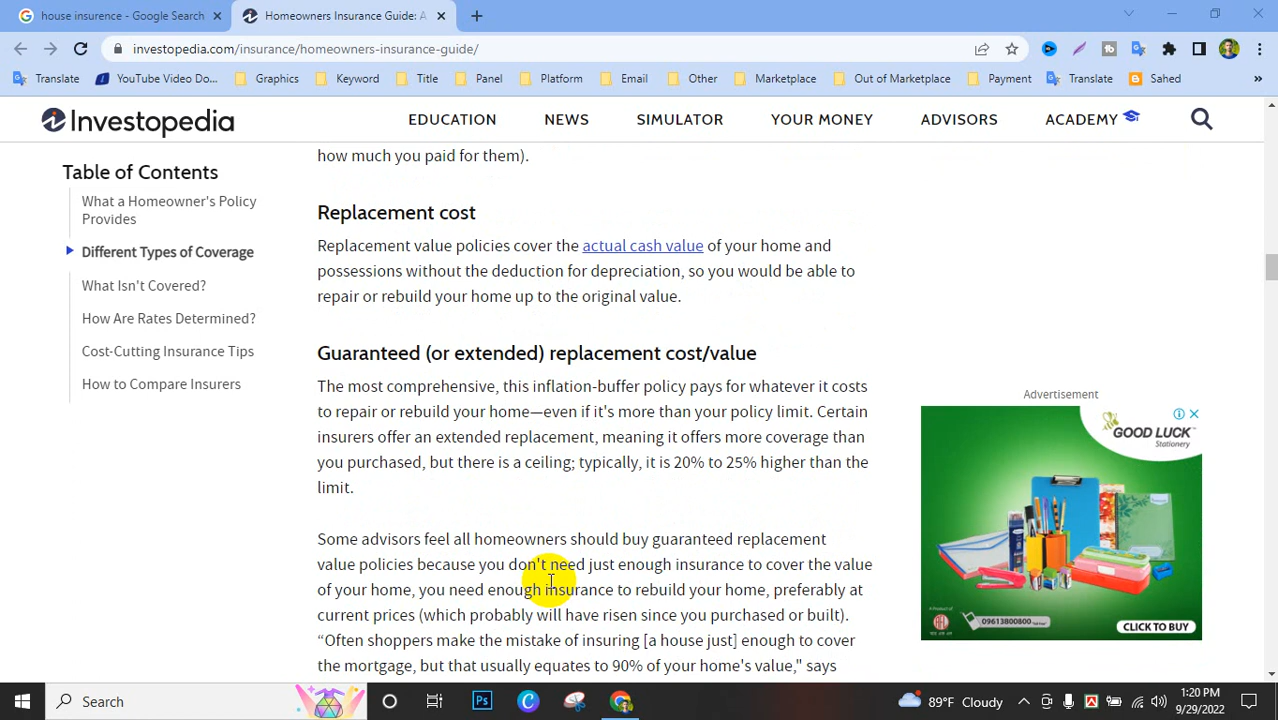 house insurence - Google Search
Homeowners Insurance Guide: A
investopedia.com/insurance/homeowners-insurance-guide/
Translate
YouTube Video Do...
Graphics
Keyword
Title
Panel
Platform
Email
Other
Marketplace
Out of Marketplace
Payment
Translate
Sahed
Investopedia
EDUCATION
NEWS
SIMULATOR
YOUR MONEY
ADVISORS
ACADEMY
Table of Contents
What a Homeowner's Policy
Provides
Different Types of Coverage
What Isn't Covered?
How Are Rates Determined?
Cost-Cutting Insurance Tips
How to Compare Insurers
how much you paid for them).
Replacement cost
Replacement value policies cover the actual cash value of your home and
possessions without the deduction for depreciation, so you would be able to
repair or rebuild your home up to the original value.
Guaranteed (or extended) replacement cost/value
The most comprehensive, this inflation-buffer policy pays for whatever it costs
to repair or rebuild your home—even if it's more than your policy limit. Certain
insurers offer an extended replacement, meaning it offers more coverage than
you purchased, but there is a ceiling; typically, it is 20% to 25% higher than the
limit.
Some advisors feel all homeowners should buy guaranteed replacement
value policies because you don't need just enough insurance to cover the value
of your home, you need enough insurance to rebuild your home, preferably at
current prices (which probably will have risen since you purchased or built).
“Often shoppers make the mistake of insuring [a house just] enough to cover
the mortgage, but that usually equates to 90% of your home's value," says
Advertisement
GOOD LUCK
Stationery
A Product of
09613800800
CLICK TO BUY
Search
Ps
89°F Cloudy
1:20 PM
9/29/2022